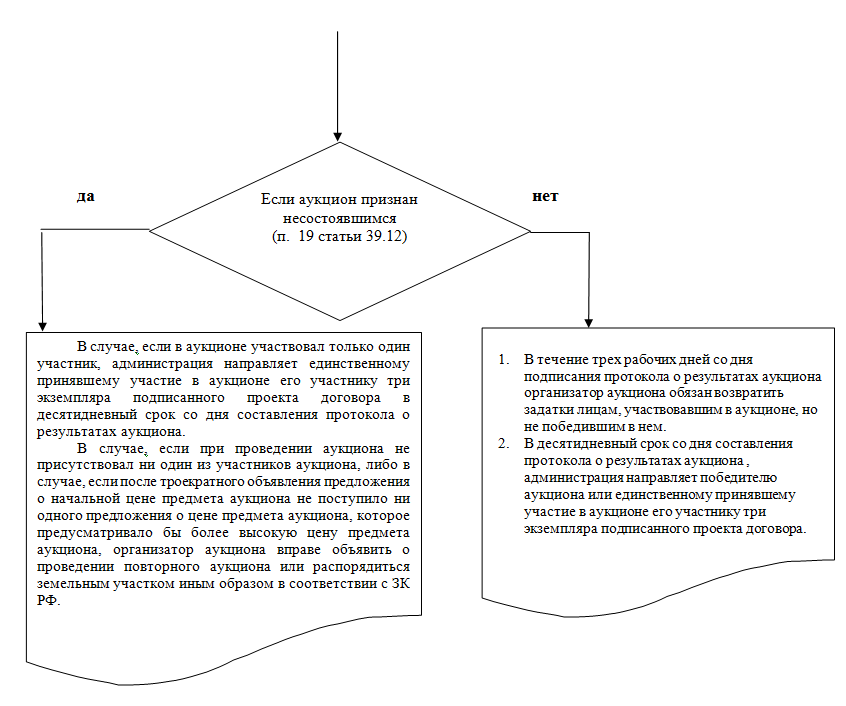 да
Если аукцион признан
несостоявшимся
(п. 19 статьи 39.12)
нет
В случае, если в аукционе участвовал только один
участник, администрация направляет единственному
принявшему участие в аукционе его участнику три
экземпляра подписанного проекта договора в
десятидневный срок со дня составления протокола о
результатах аукциона.
В случае, если при проведении аукциона не
присутствовал ни один из участников аукциона, либо в
случае, если после троекратного объявления предложения
о начальной цене предмета аукциона не поступило ни
одного предложения о цене предмета аукциона, которое
предусматривало бы более высокую цену предмета
аукциона, организатор аукциона вправе объявить о
проведении повторного аукциона или распорядиться
земельным участком иным образом в соответствии с ЗК
РФ.
1. В течение трех рабочих дней со дня
подписания протокола о результатах аукциона
организатор аукциона обязан возвратить
задатки лицам, участвовавшим в аукционе, но
не победившим в нем.
2. В десятидневный срок со дня составления
протокола о результатах аукциона ,
администрация направляет победителю
аукциона или единственному принявшему
участие в аукционе его участнику три
экземпляра подписанного проекта договора.